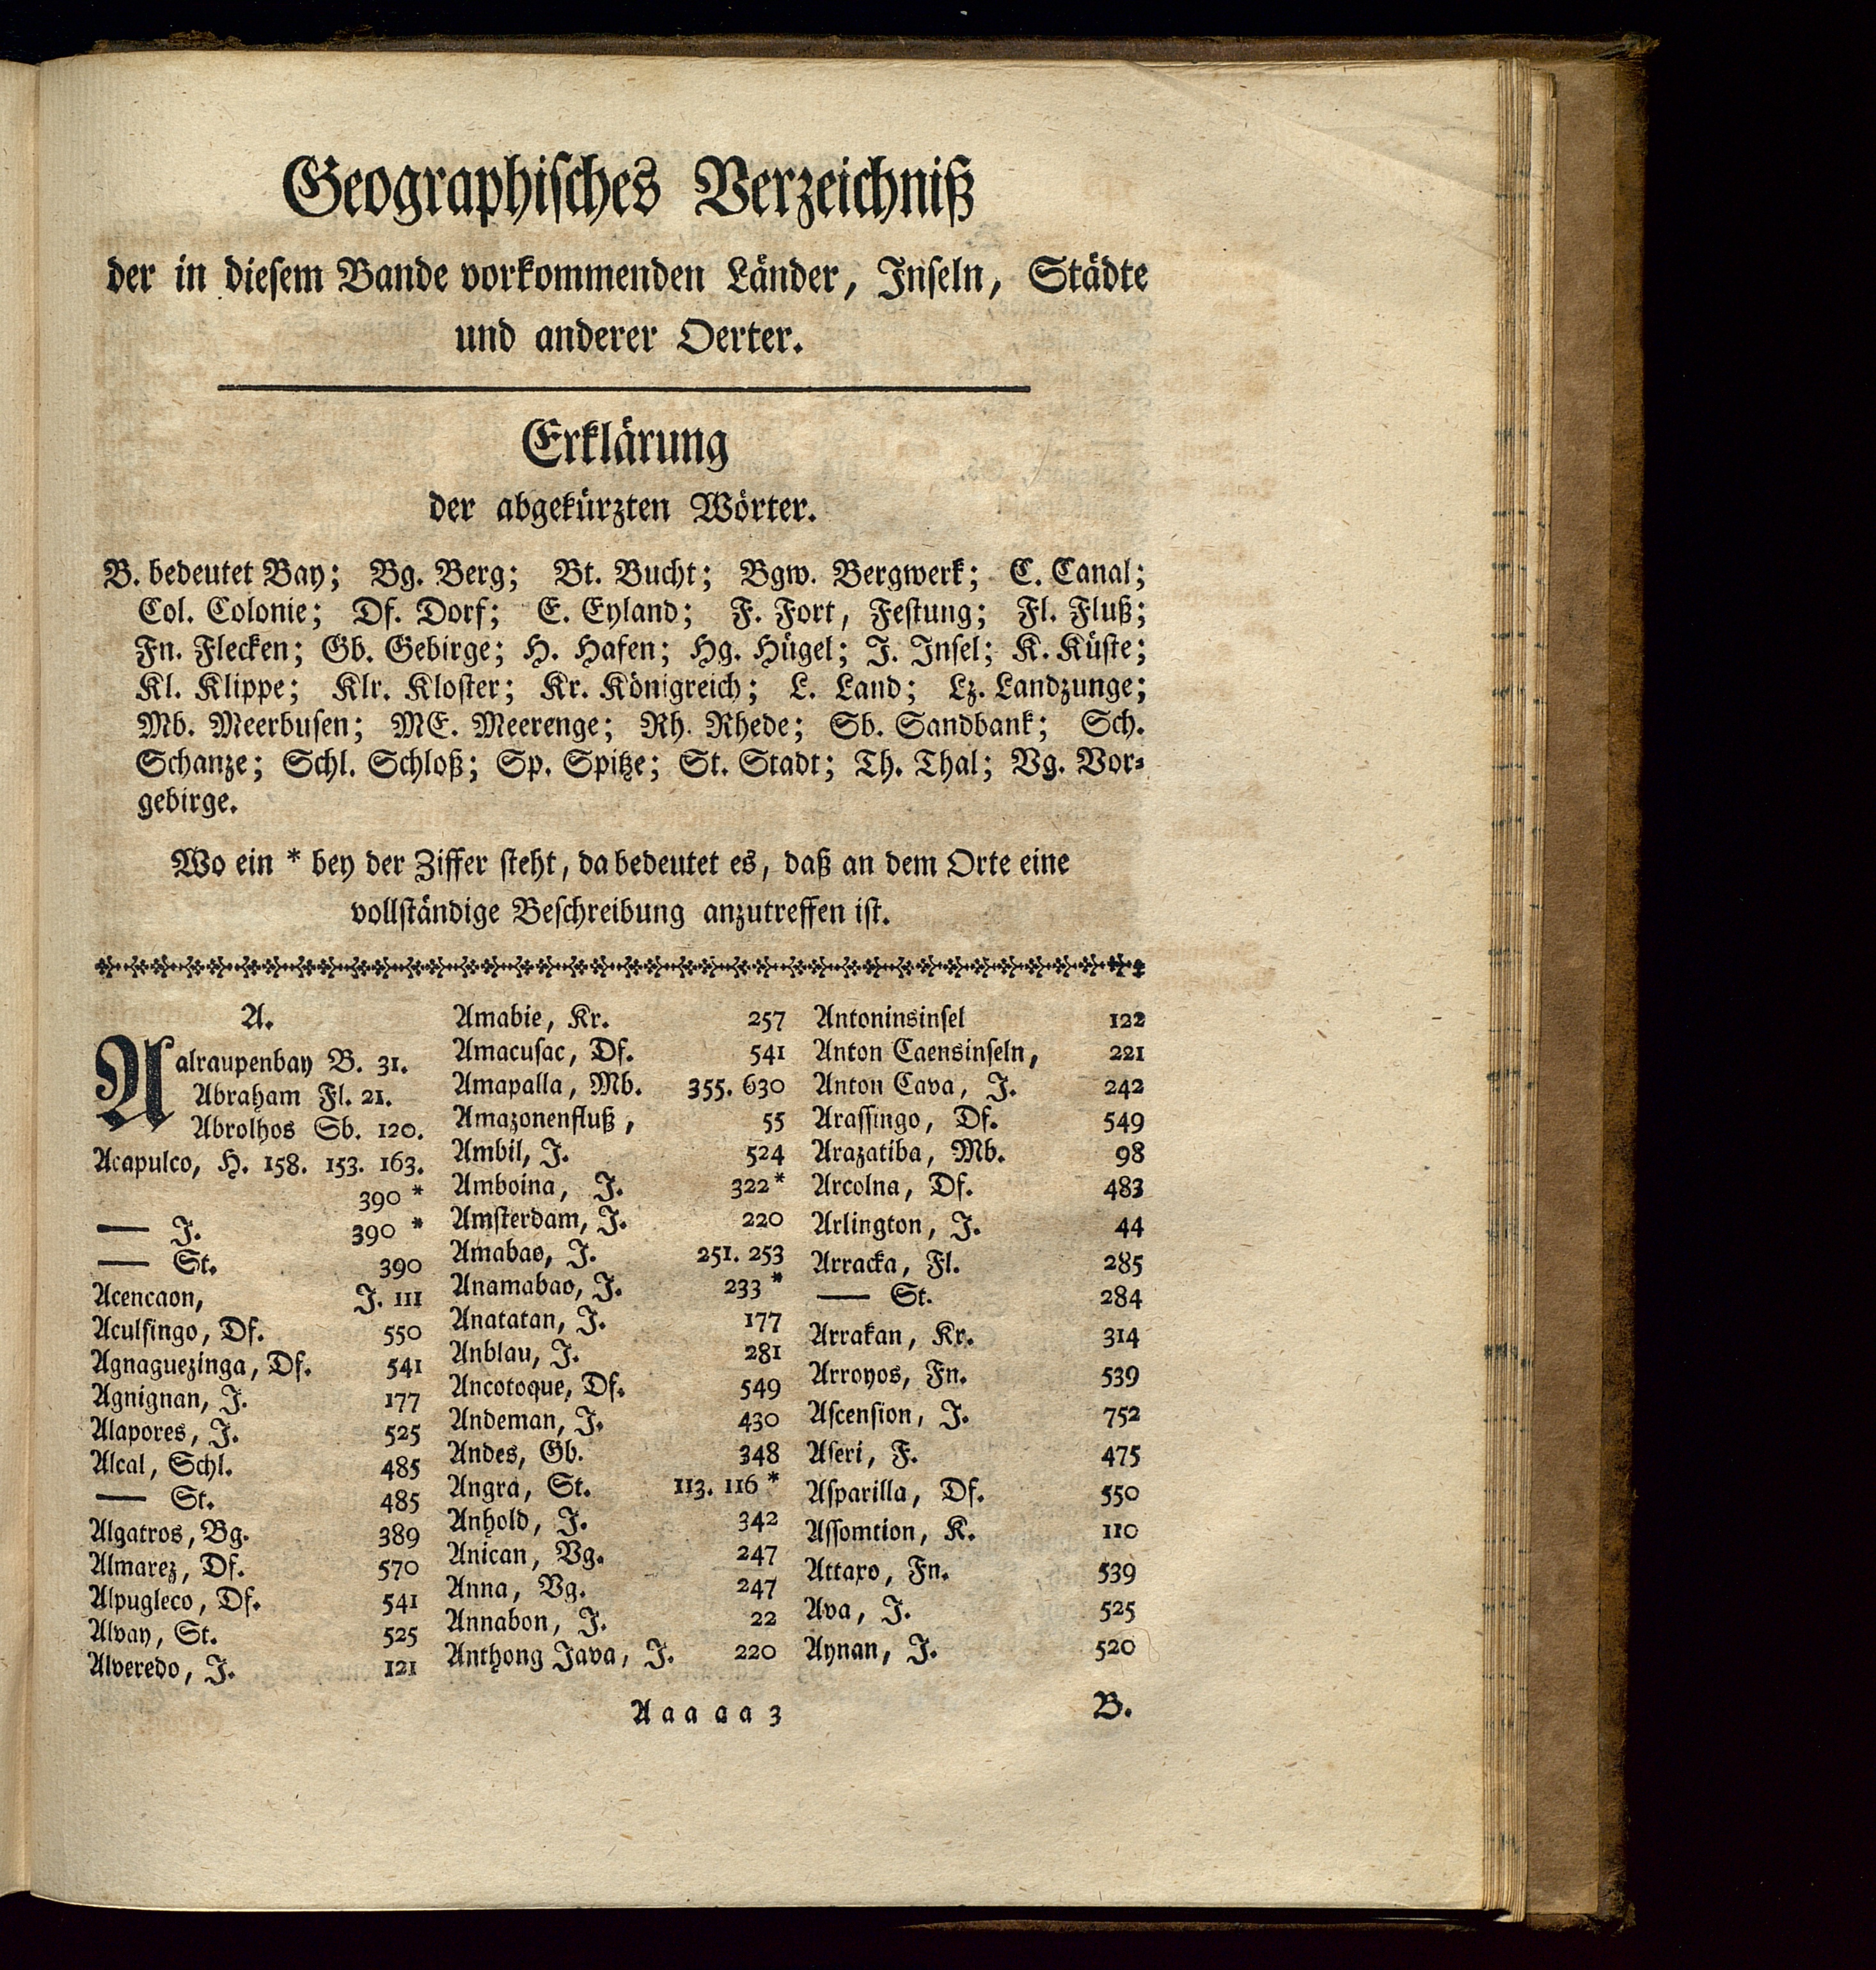 Geographisches Verzeichniß
der in diesem Bande vorkommenden Länder, Inseln, Städte
und anderer Oerter.
Erklärung
der abgekürzten Wörter.
B. bedeutet Bay; Bg. Berg; Bt. Bucht; Bgw. Bergwerk; C. Canal;
Col. Colonie; Df. Dorf; E. Eyland; F. Fort, Festung; Fl. Fluß;
Fn. Flecken; Gb. Gebirge; H. Hafen; Hg. Hügel; J. Insel; K. Küste;
Kl. Klippe; Klr. Kloster; Kr. Königreich; L. Land; Lz. Landzunge;
Mb. Meerbusen; ME. Meerenge; Rh. Rhede; Sb. Sandbank; Sch.
Schanze; Schl. Schloß; Sp. Spitze; St. Stadt; Th. Thal; Vg. Vor-
gebirge.
Wo ein * bey der Ziffer steht, da bedeutet es, daß an dem Orte eine
vollständige Beschreibung anzutreffen ist.
A.
Aalraupenbay B. 31.
Abraham Fl. 21.
Abrolhos Sb. 120.
Acapulco, H. 158. 153. 163.
390 *
— J. 390 *
— St. 390
Acencaon, J. 111
Aculsingo, Df. 550
Agnaguezinga, Df. 541
Agnignan, J. 177
Alapores, J. 525
Alcal, Schl. 485
— St. 485
Algatros, Bg. 389
Almarez, Df. 570
Alpugleco, Df. 541
Alvay, St. 525
Alveredo, J. 121
Amabie, Kr. 257
Amacusac, Df. 541
Amapalla, Mb. 355. 630
Amazonenfluß, 55
Ambil, J. 524
Amboina, J. 322 *
Amsterdam, J. 220
Amabao, J. 251. 253
Anamabao, J. 233 *
Anatatan, J. 177
Anblau, J. 281
Ancotoque, Df. 549
Andeman, J. 430
Andes, Gb. 348
Angra, St. 113. 116 *
Anhold, J. 342
Anican, Vg. 247
Anna, Vg. 247
Annabon, J. 22
Anthong Java, J. 220
Antoninsinsel 122
Anton Caensinseln, 221
Anton Cava, J. 242
Arassingo, Df. 549
Arazatiba, Mb. 98
Arcolna, Df. 483
Arlington, J. 44
Arracka, Fl. 285
— St. 284
Arrakan, Kr. 314
Arroyos, Fn. 539
Ascension, J. 752
Aseri, F. 475
Asparilla, Df. 550
Assomtion, K. 110
Attaxo, Fn. 539
Ava, J. 525
Aynan, J. 520
A a a a a 3 B.